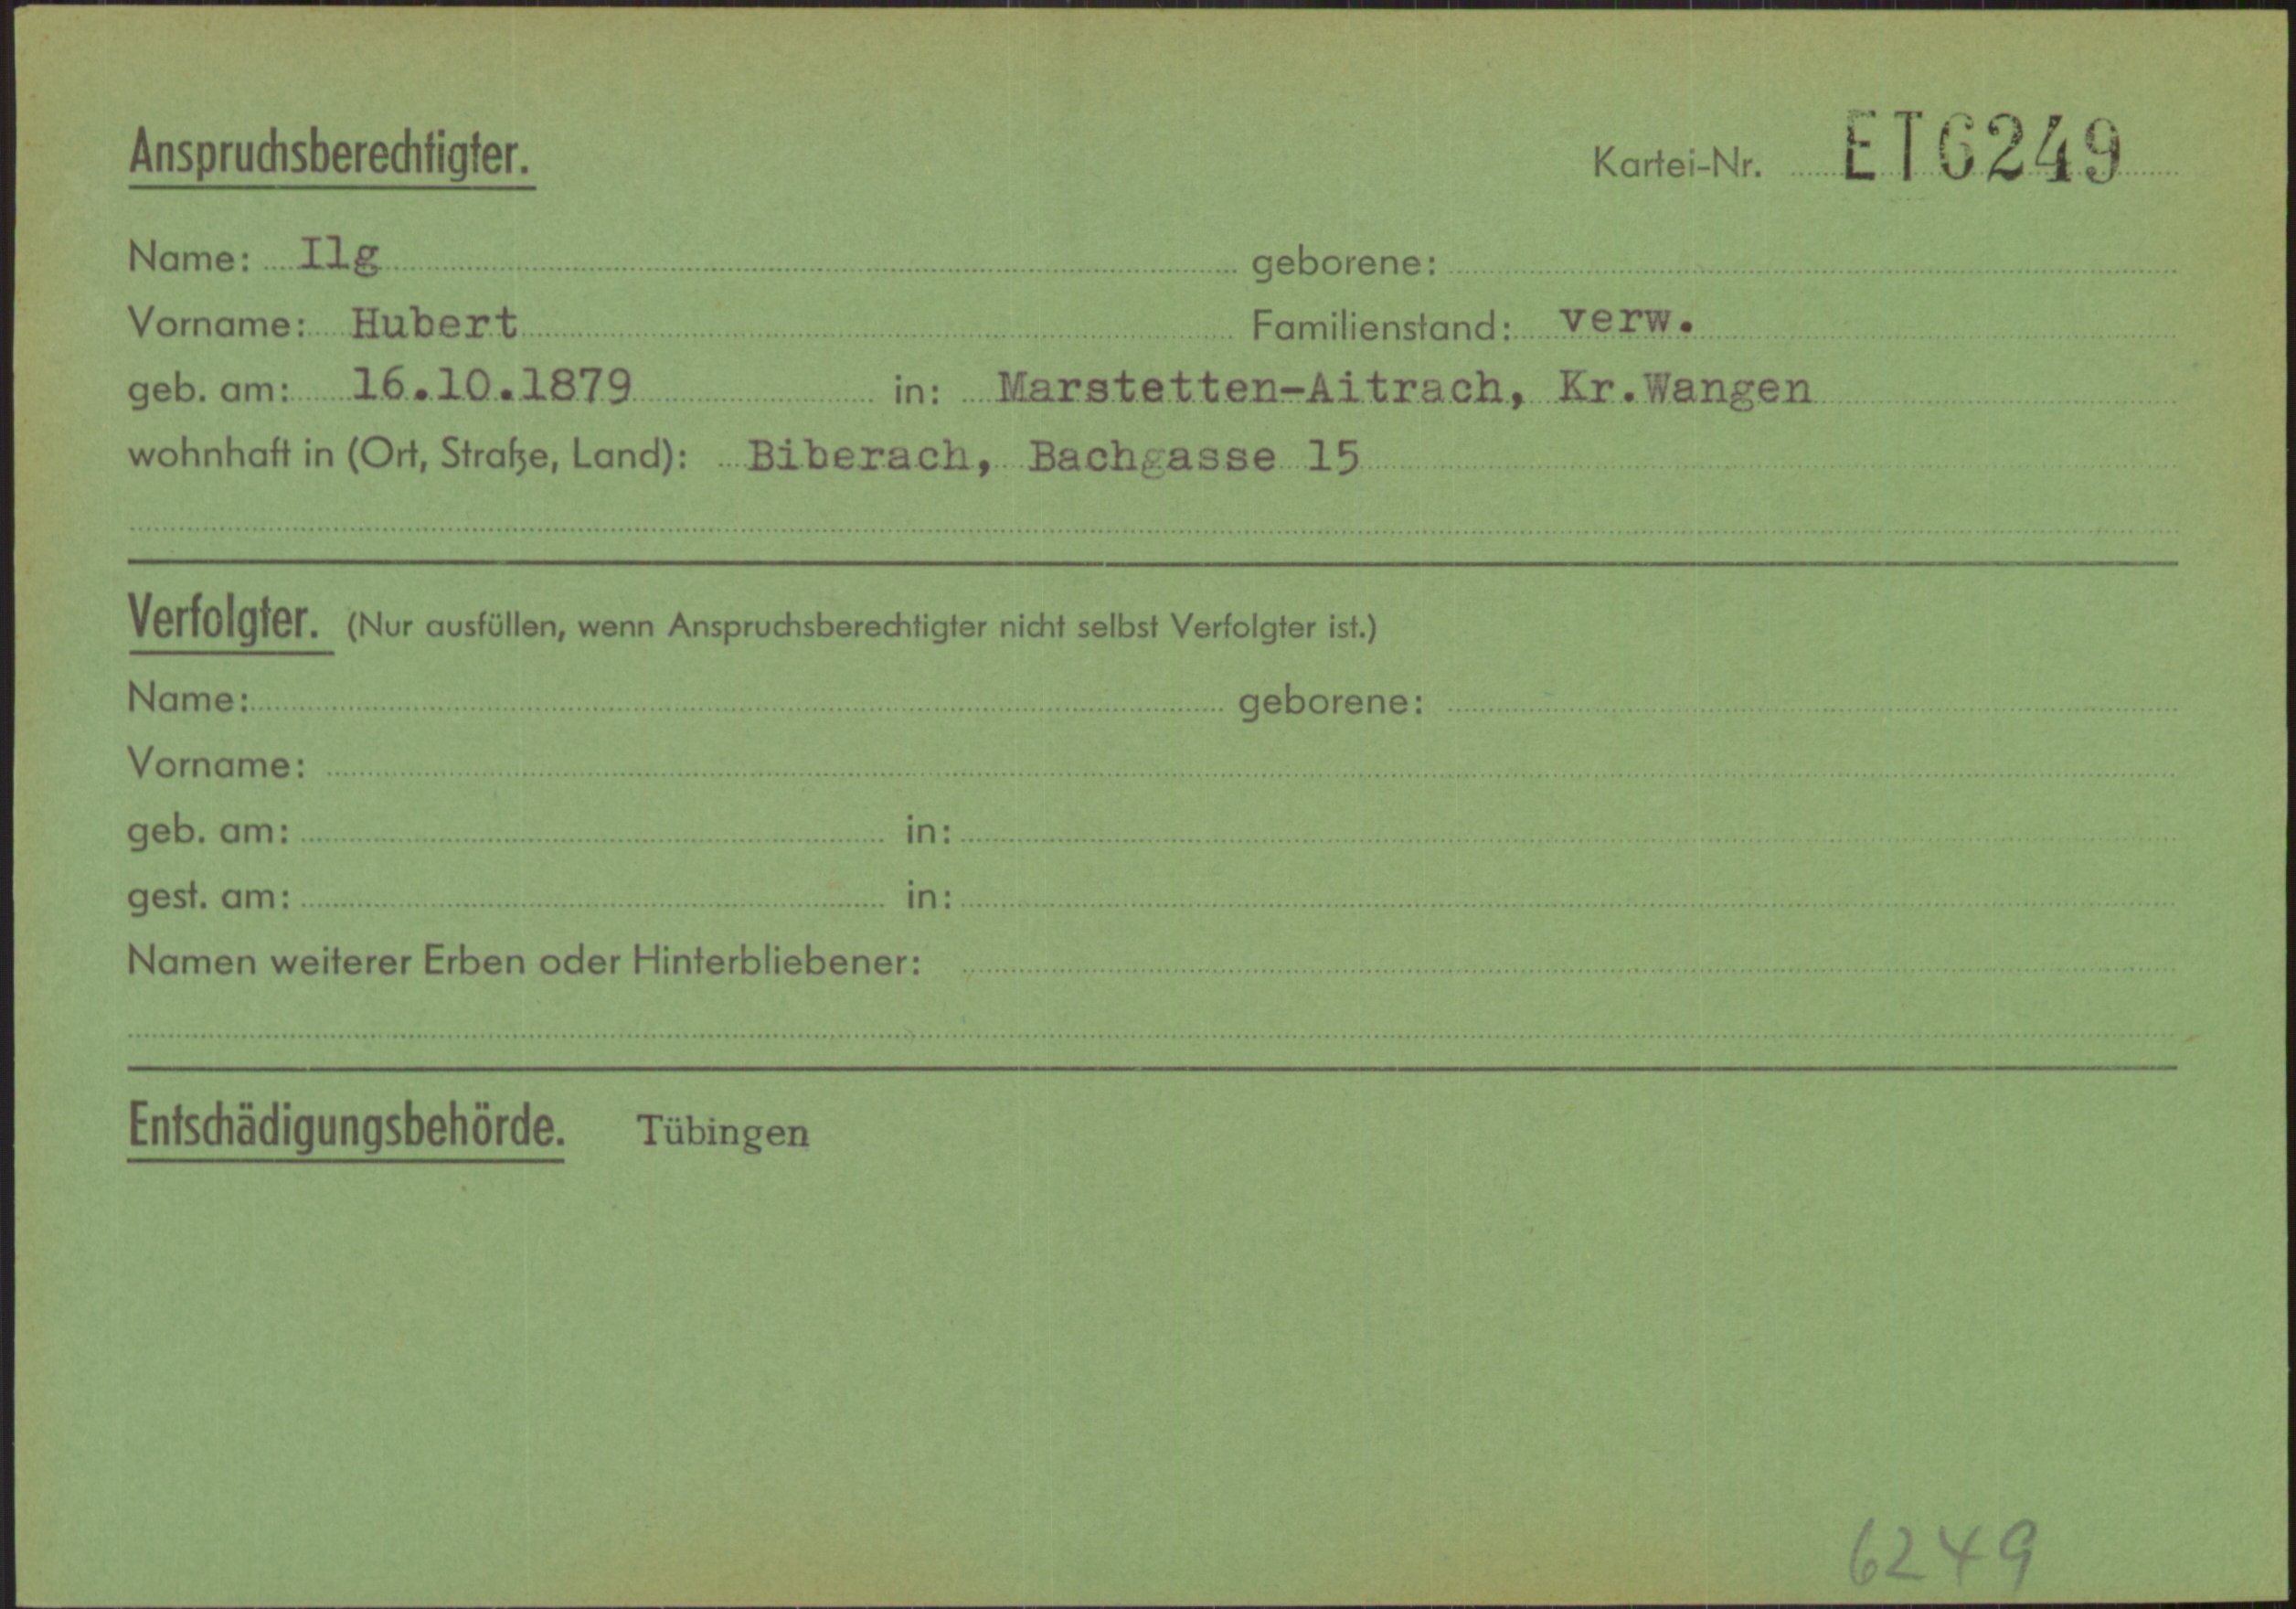 Anspruchsberechtigter.
Kartei-Nr. ET6249
Name: Ilg geborene:
Vorname: Hubert Familienstand: verw.
geb. am: 16.10.1879 in: Marstetten-Aitrach, Kr.Wangen
wohnhaft in (Ort, Straße, Land): Biberach, Bachgasse 15
Verfolgter. (Nur ausfüllen, wenn Anspruchsberechtigter nicht selbst Verfolgter ist.)
Name: geborene:
Vorname:
geb. am: in:
gest. am: in:
Namen weiterer Erben oder Hinterbliebener:
Entschädigungsbehörde. Tübingen
6249